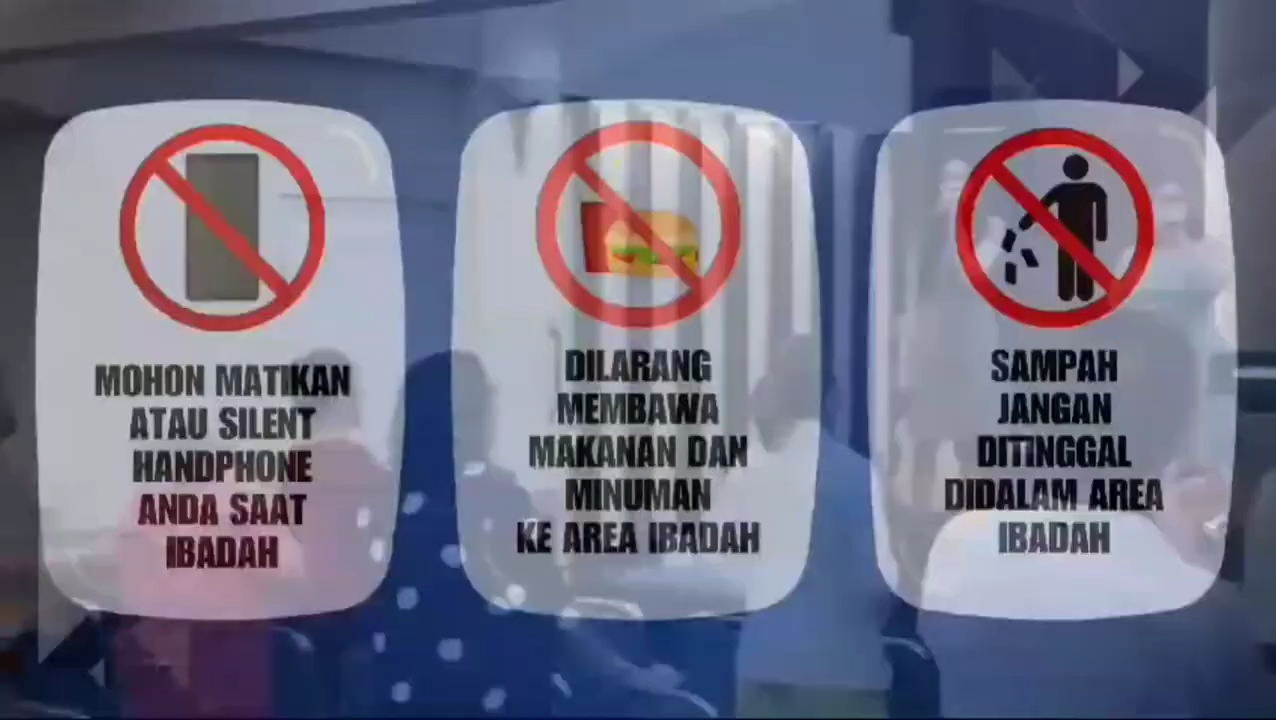 MOHON MATIKAN
ATAU SILENT
HANDPHONE
ANDA SAAT
IBADAH
DILARANG
MEMBAWA
MAKANAN DAN
MINUMAN
KE AREA IBADAH
SAMPAH
JANGAN
DITINGGAL
DIDALAM AREA
IBADAH